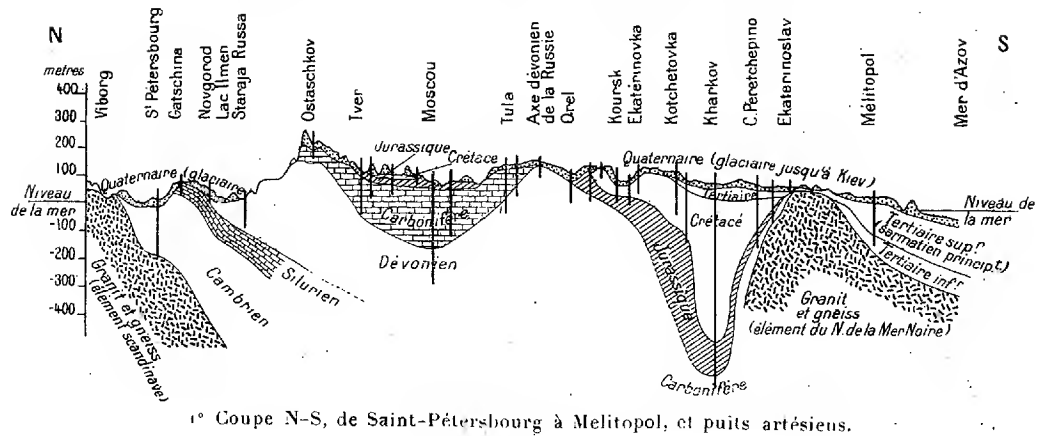 N
S
metres
400
300
200
100
Niveau
de la mer
-100
-200
-300
-400
Viborg
St Pétersbourg
Gatschina
Novgorod
Lac Ilmen
Staraja Russa
Ostaschkov
Tver
Moscou
Tula
Axe dévonien
de la Russie
Orel
Koursk
Ekatérinovka
Kotchetovka
Kharkov
C. Peretchepino
Ekaterinoslav
Mélitopol
Mer d'Azov
Quaternaire (glaciaire)
Jurassique
Crétacé
Carbonifère
Dévonien
Silurien
Cambrien
Granit et gneiss
(élément scandinave)
Quaternaire (glaciaire jusqu'à Kiev)
Tertiaire
Crétacé
Jurassique
Carbonifère
Niveau de
la mer
Tertiaire supr
(sarmatien principt)
Tertiaire infr
Granit
et gneiss
(élément du N. de la Mer Noire)
1° Coupe N-S, de Saint-Pétersbourg à Melitopol, et puits artésiens.